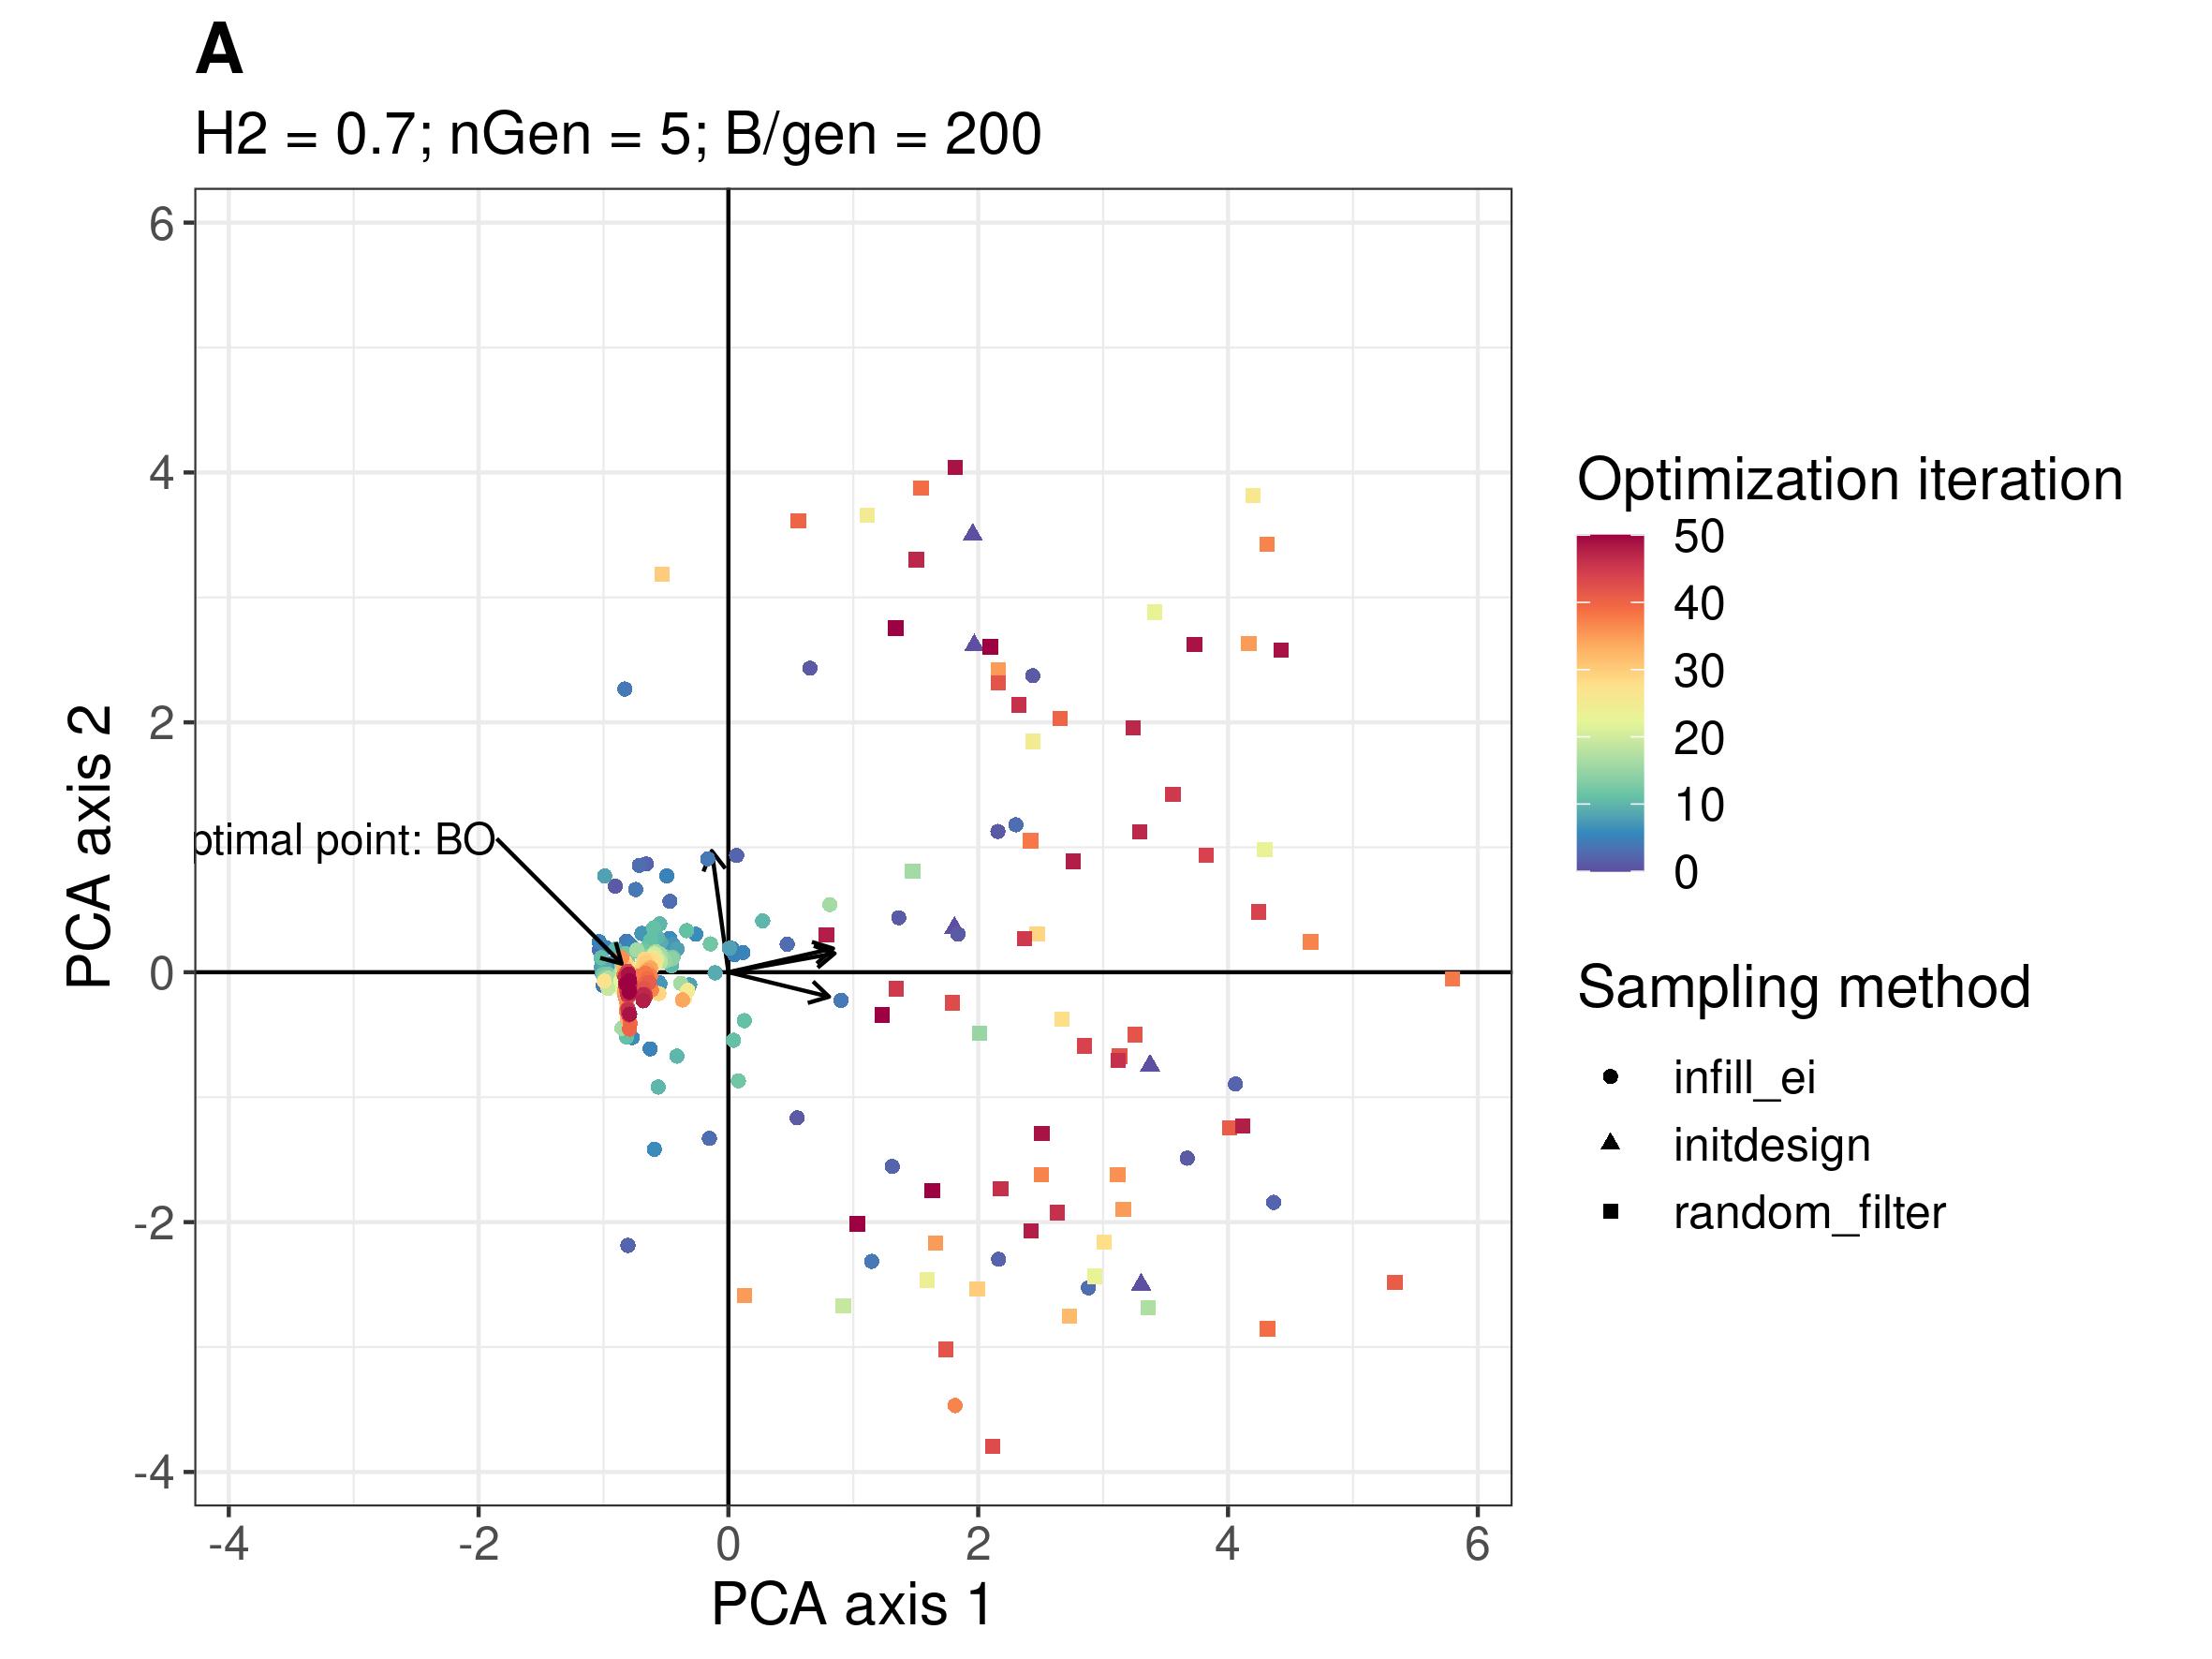 A
H2 = 0.7; nGen = 5; B/gen = 200
6
4
2
0
-2
-4
PCA axis 2
ptimal point: BO
-4
-2
0
2
4
6
PCA axis 1
Optimization iteration
50
40
30
20
10
0
Sampling method
infill_ei
initdesign
random_filter